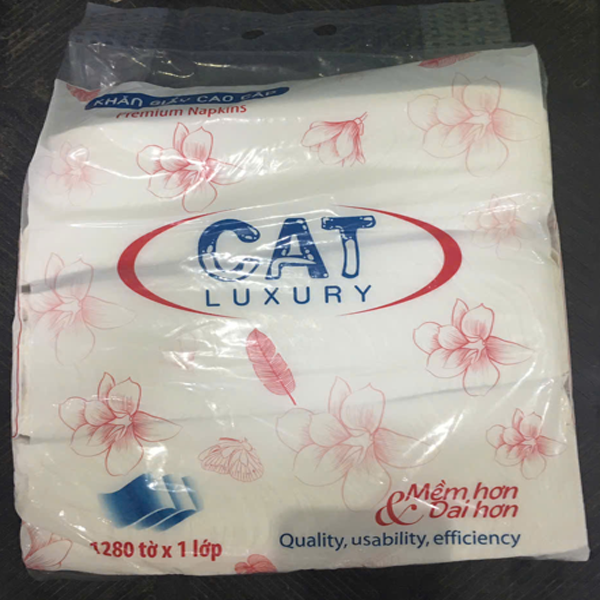 KHĂN GIẤY CAO CẤP
Premium Napkins
CAT
LUXURY
Mềm hơn
& Dai hơn
1280 tờ x 1 lớp
Quality, usability, efficiency